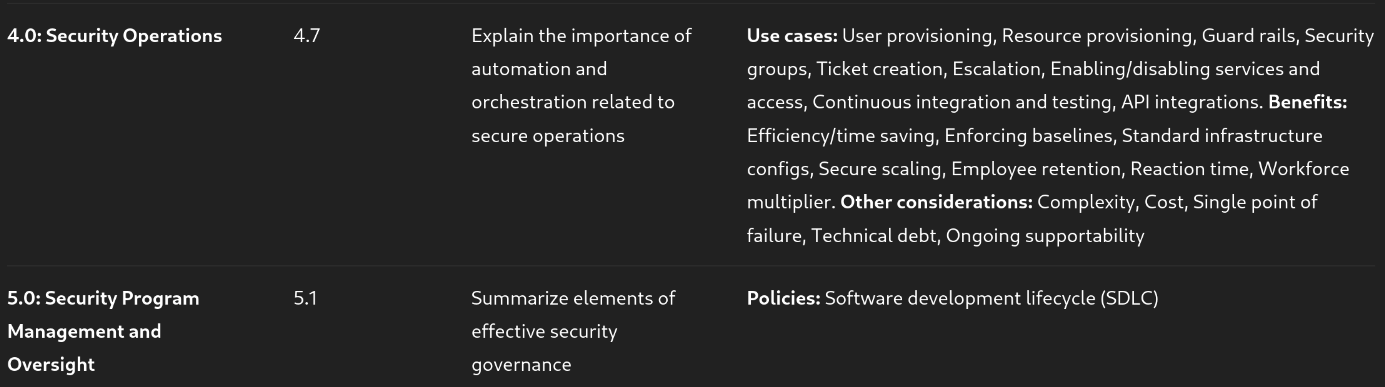 4.0: Security Operations
4.7
Explain the importance of
automation and
orchestration related to
secure operations
Use cases: User provisioning, Resource provisioning, Guard rails, Security
groups, Ticket creation, Escalation, Enabling/disabling services and
access, Continuous integration and testing, API integrations. Benefits:
Efficiency/time saving, Enforcing baselines, Standard infrastructure
configs, Secure scaling, Employee retention, Reaction time, Workforce
multiplier. Other considerations: Complexity, Cost, Single point of
failure, Technical debt, Ongoing supportability
5.0: Security Program
Management and
Oversight
5.1
Summarize elements of
effective security
governance
Policies: Software development lifecycle (SDLC)